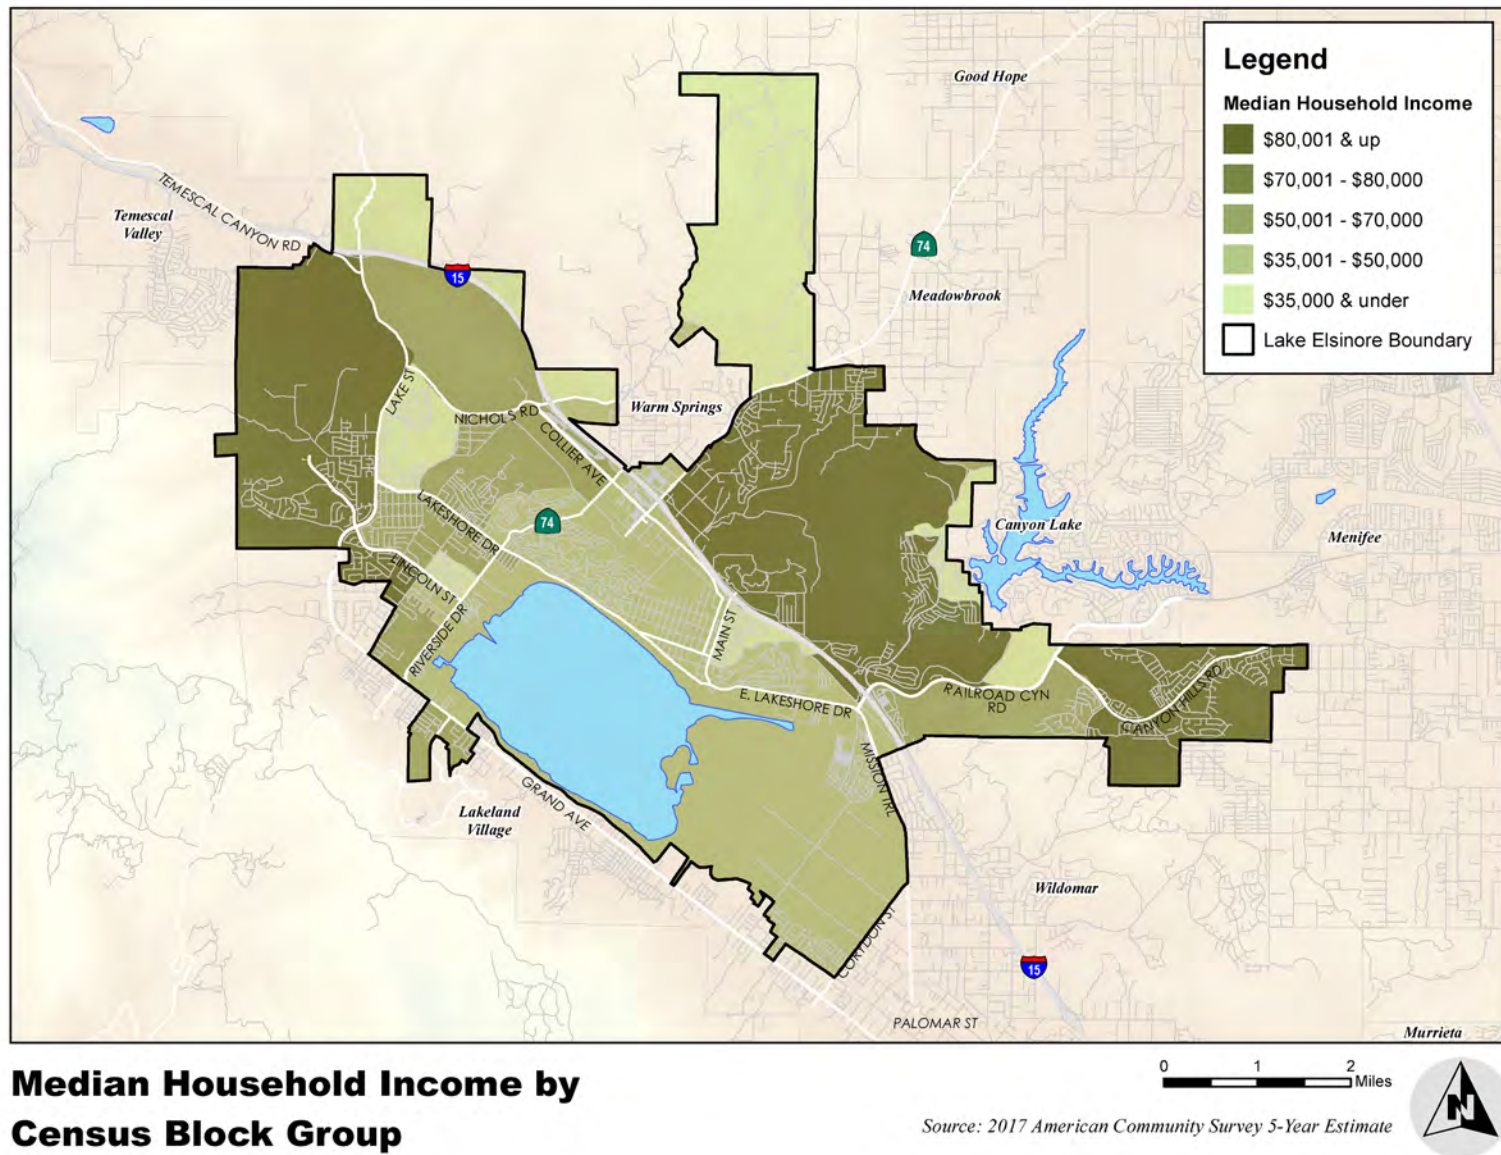 Good Hope
Temescal
Valley
TEMESCAL CANYON RD
15
74
Meadowbrook
LAKE ST
NICHOLS RD
COLLIER AVE
Warm Springs
LAKESHORE DR
74
Canyon Lake
Menifee
LINCOLN ST
RIVERSIDE DR
MAIN ST
E. LAKESHORE DR
RAILROAD CYN
RD
CANYON HILLS RD
MISSION TRL
GRAND AVE
Lakeland
Village
Wildomar
CORYDON ST
15
PALOMAR ST
Murrieta
Legend
Median Household Income
$80,001 & up
$70,001 - $80,000
$50,001 - $70,000
$35,001 - $50,000
$35,000 & under
Lake Elsinore Boundary
Median Household Income by
Census Block Group
0 1 2
Miles
Source: 2017 American Community Survey 5-Year Estimate
N